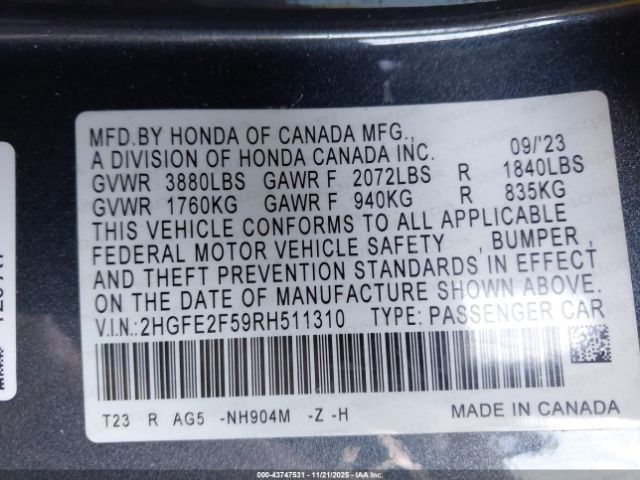 MFD.BY HONDA OF CANADA MFG.,
A DIVISION OF HONDA CANADA INC. 09/'23
GVWR 3880LBS GAWR F 2072LBS R 1840LBS
GVWR 1760KG GAWR F 940KG R 835KG
THIS VEHICLE CONFORMS TO ALL APPLICABLE
FEDERAL MOTOR VEHICLE SAFETY , BUMPER ,
AND THEFT PREVENTION STANDARDS IN EFFECT
ON THE DATE OF MANUFACTURE SHOWN ABOVE.
V.I.N.:2HGFE2F59RH511310 TYPE: PASSENGER CAR
T23 R AG5 -NH904M -Z -H MADE IN CANADA
Owner: 00-43747531 - 11/21/2025 - IAA